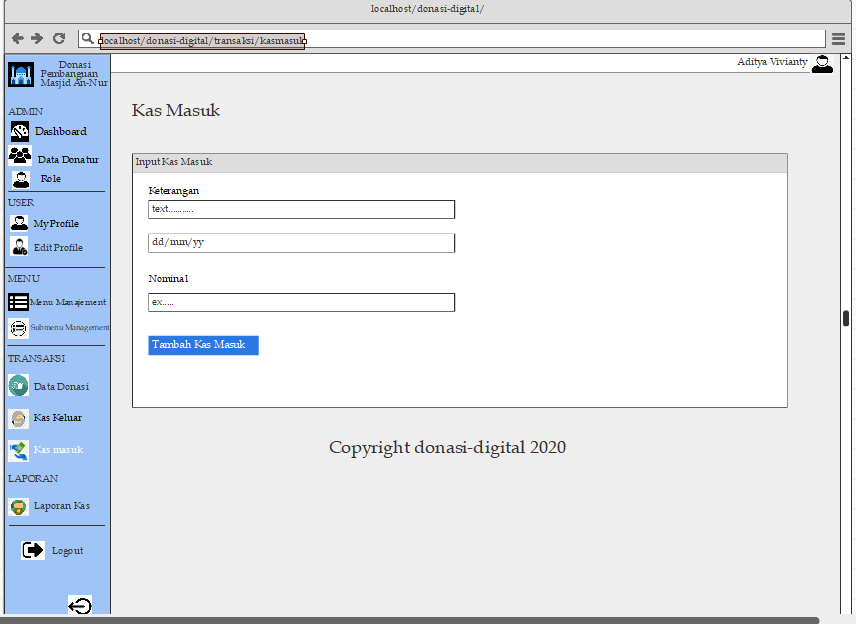 localhost/donasi-digital/
localhost/donasi-digital/transaksi/kasmasuk
Donasi
Pembanguan
Masjid An-Nur
Aditya Vivianty
ADMIN
Dashboard
Data Donatur
Role
USER
My Profile
Edit Profile
MENU
Menu Manajement
Submenu Management
TRANSAKSI
Data Donasi
Kas Keluar
Kas masuk
LAPORAN
Laporan Kas
Logout
Kas Masuk
Input Kas Masuk
Keterangan
text..........
dd/mm/yy
Nominal
ex.....
Tambah Kas Masuk
Copyright donasi-digital 2020